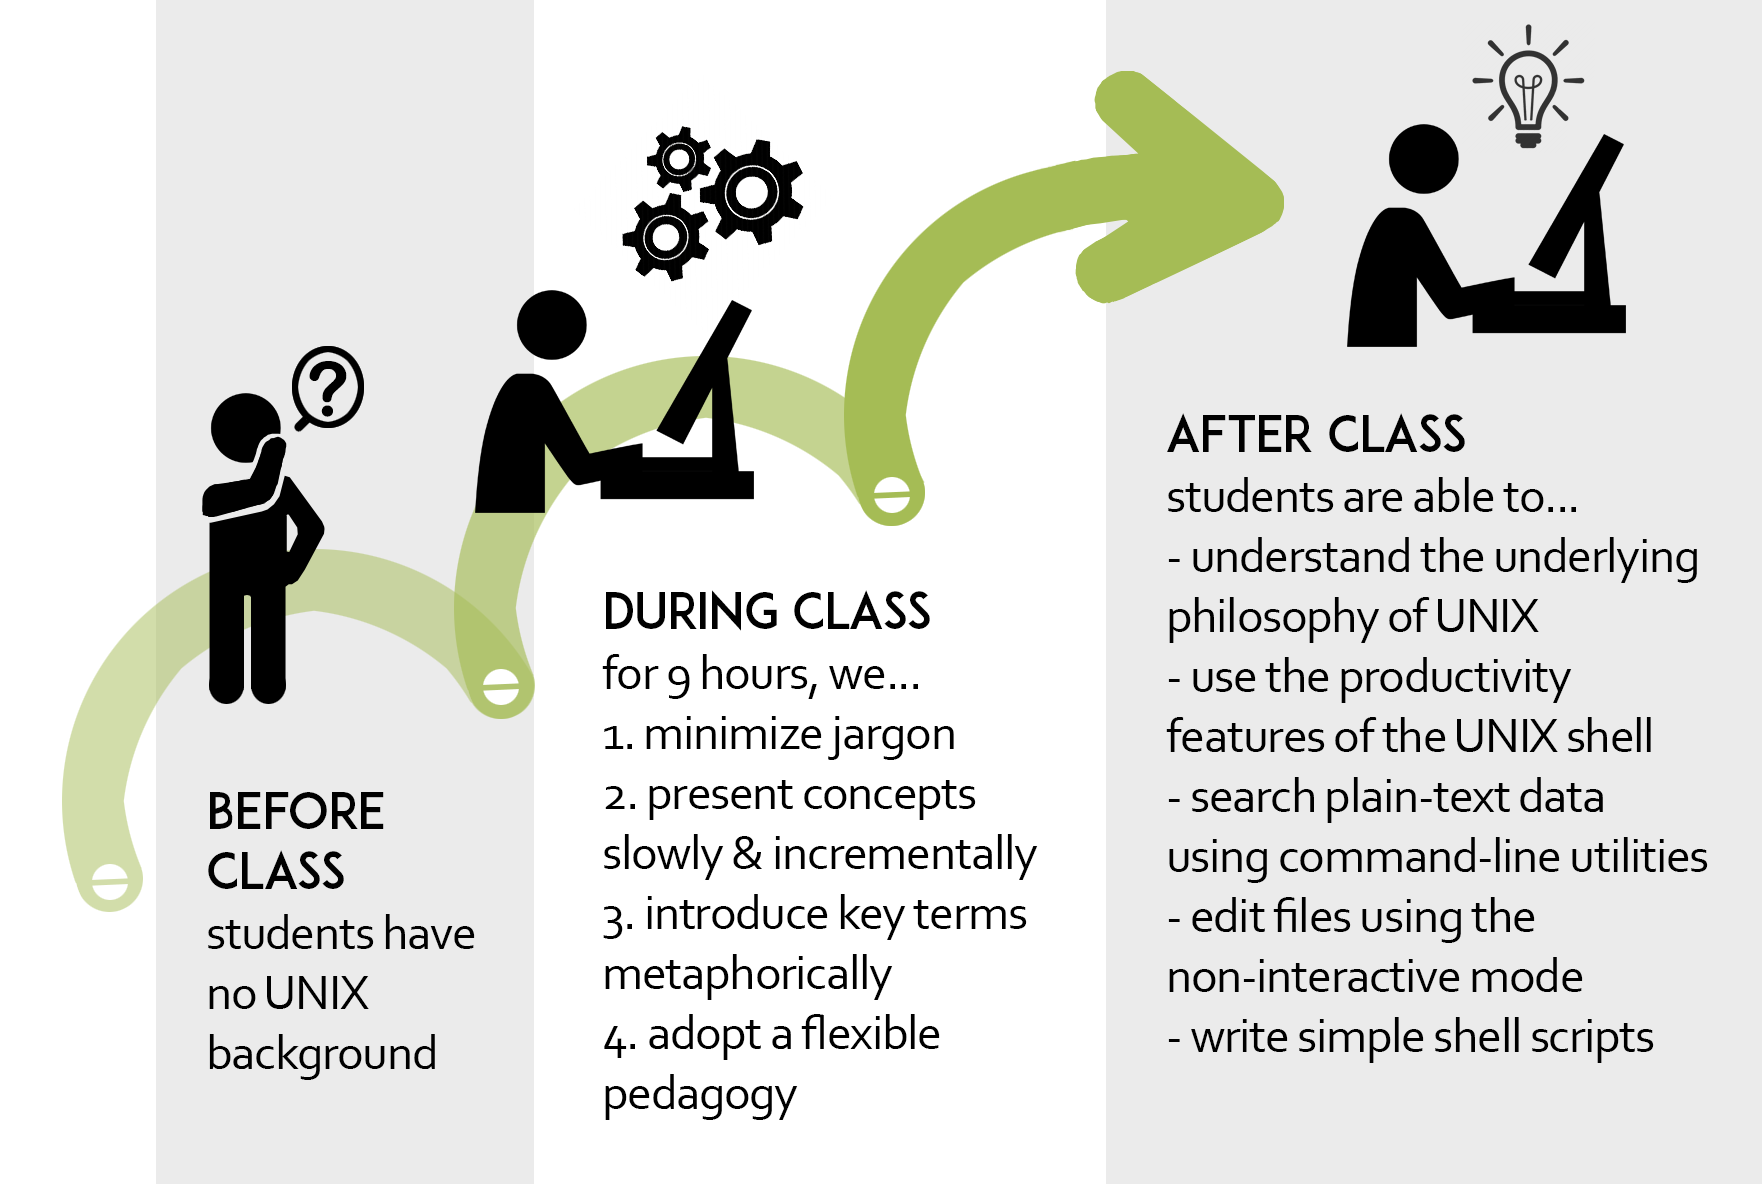 BEFORE
CLASS
students have
no UNIX
background
DURING CLASS
for 9 hours, we...
1. minimize jargon
2. present concepts
slowly & incrementally
3. introduce key terms
metaphorically
4. adopt a flexible
pedagogy
AFTER CLASS
students are able to...
- understand the underlying
philosophy of UNIX
- use the productivity
features of the UNIX shell
- search plain-text data
using command-line utilities
- edit files using the
non-interactive mode
- write simple shell scripts
?